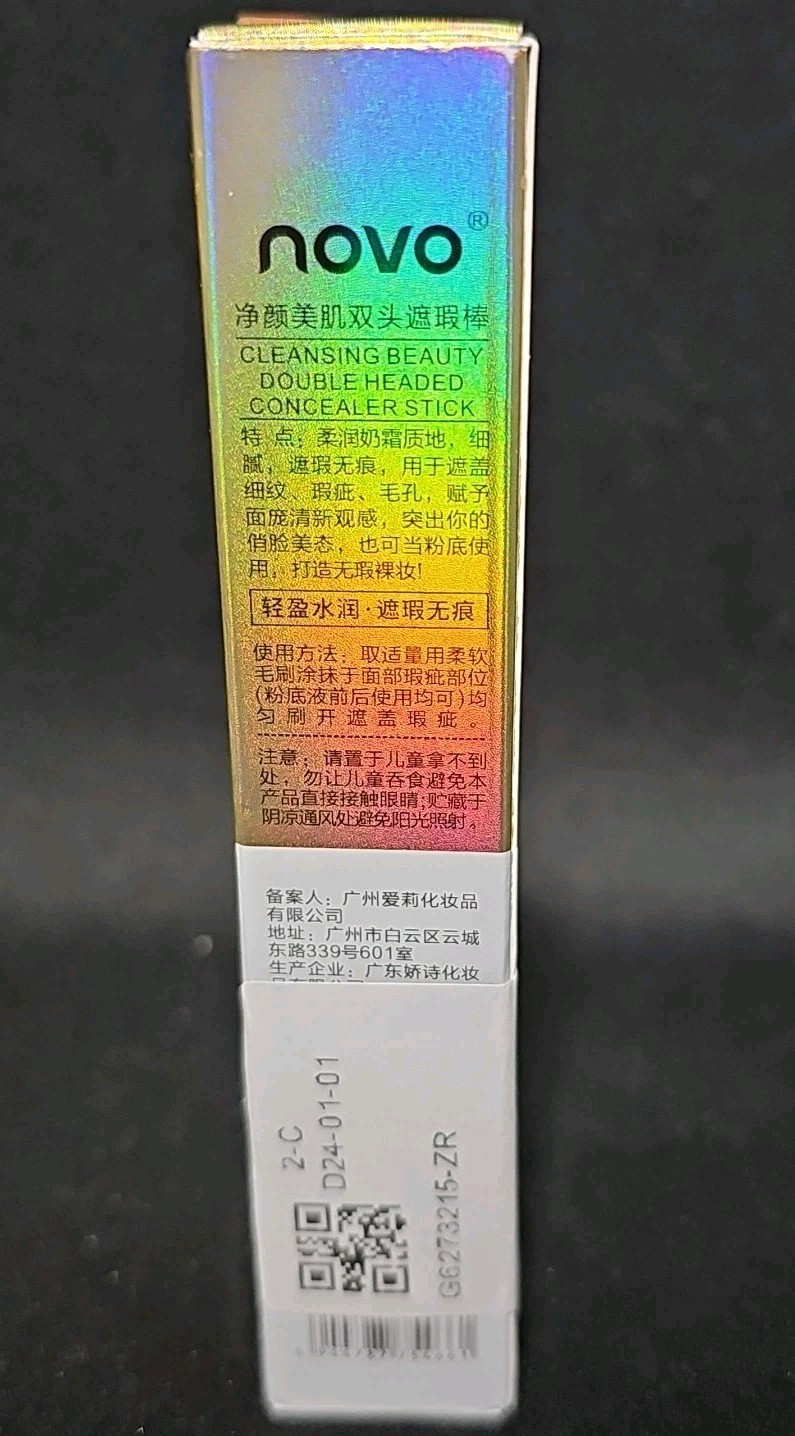 novo®
净颜美肌双头遮瑕棒
CLEANSING BEAUTY
DOUBLE HEADED
CONCEALER STICK
特 点：柔润奶霜质地，细
腻，遮瑕无痕，用于遮盖
细纹、瑕疵、毛孔，赋予
面庞清新观感，突出你的
俏脸美态，也可当粉底使
用，打造无瑕裸妆!
轻盈水润·遮瑕无痕
使用方法：取适量用柔软
毛刷涂抹于面部瑕疵部位
(粉底液前后使用均可)均
匀刷开遮盖瑕疵。
注意：请置于儿童拿不到
处，勿让儿童吞食避免本
产品直接接触眼睛;贮藏于
阴凉通风处避免阳光照射。
备案人：广州爱莉化妆品
有限公司
地址：广州市白云区云城
东路339号601室
生产企业：广东娇诗化妆
2-C
D24-01-01
G6273215-ZR